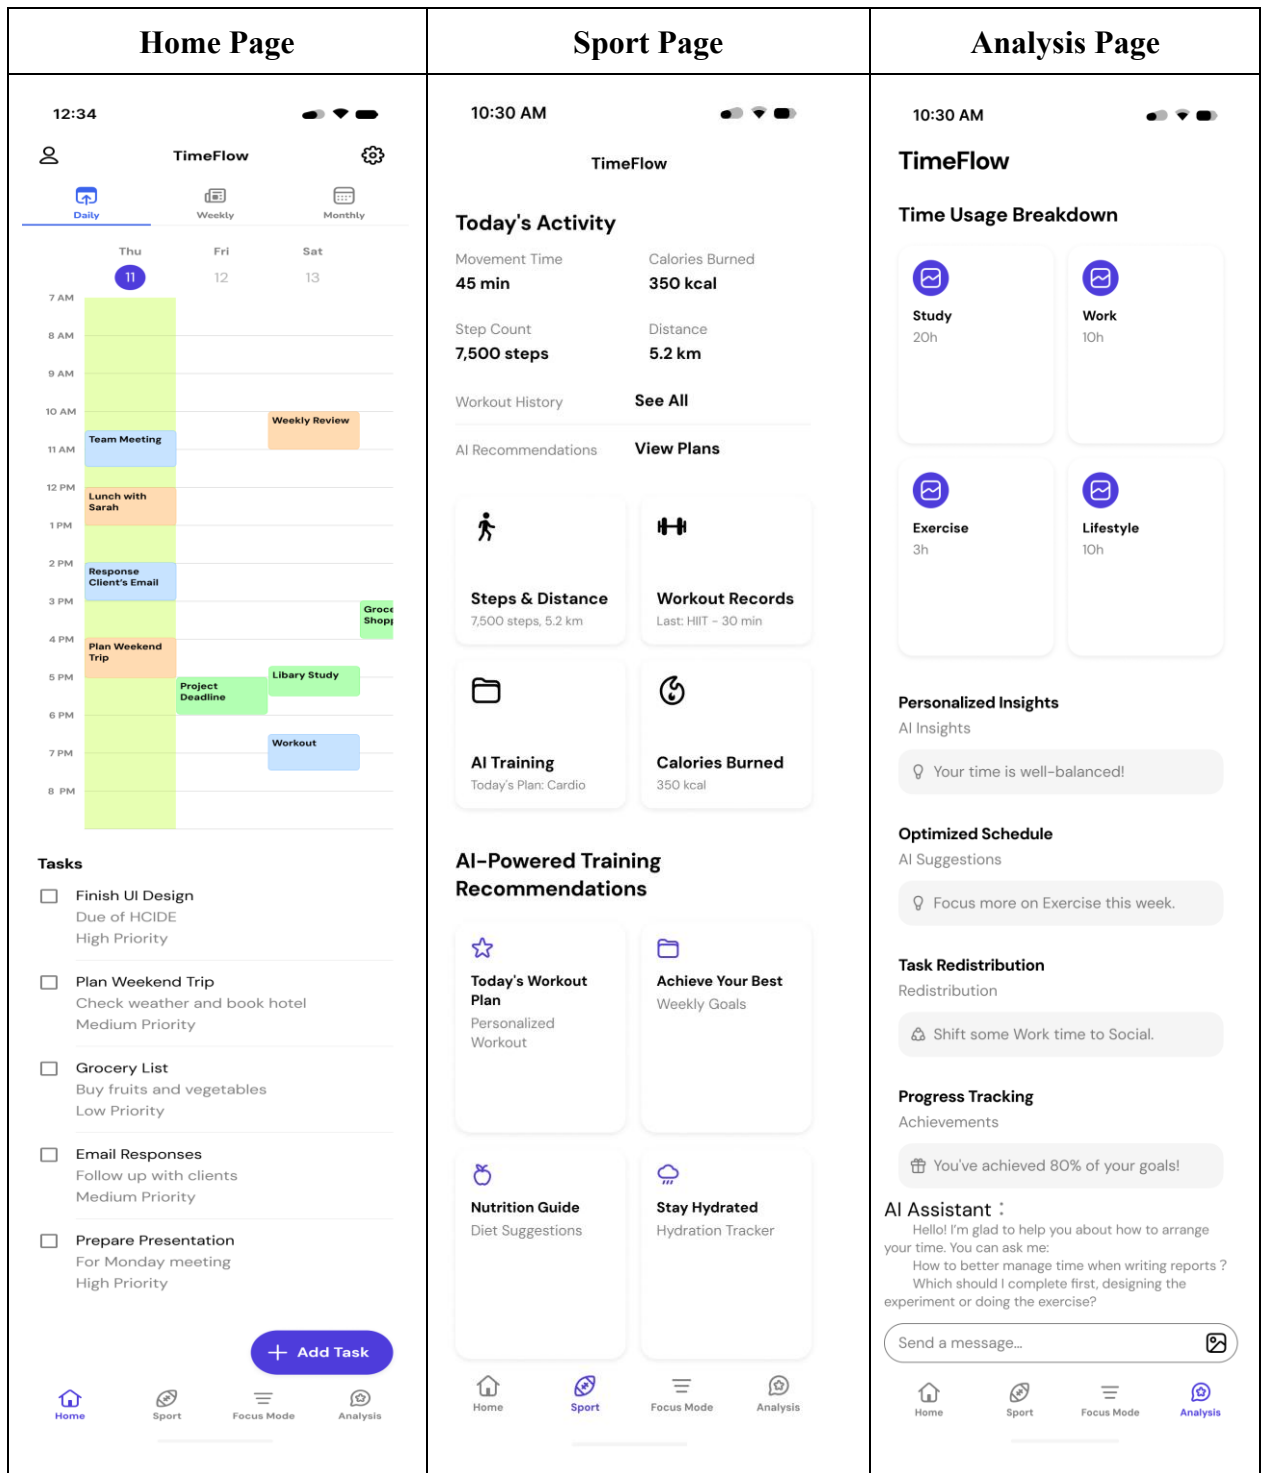 Home Page
Sport Page
Analysis Page
12:34
TimeFlow
Daily
Weekly
Monthly
Thu
Fri
Sat
11
12
13
7 AM
8 AM
9 AM
10 AM
11 AM
12 PM
1 PM
2 PM
3 PM
4 PM
5 PM
6 PM
7 PM
8 PM
Weekly Review
Team Meeting
Lunch with
Sarah
Response
Client's Email
Groce
Shopp
Plan Weekend
Trip
Libary Study
Project
Deadline
Workout
Tasks
Finish UI Design
Due of HCIDE
High Priority
Plan Weekend Trip
Check weather and book hotel
Medium Priority
Grocery List
Buy fruits and vegetables
Low Priority
Email Responses
Follow up with clients
Medium Priority
Prepare Presentation
For Monday meeting
High Priority
Add Task
Home
Sport
Focus Mode
Analysis
10:30 AM
TimeFlow
Today's Activity
Movement Time
Calories Burned
45 min
350 kcal
Step Count
Distance
7,500 steps
5.2 km
Workout History
See All
AI Recommendations
View Plans
Steps & Distance
7,500 steps, 5.2 km
Workout Records
Last: HIIT - 30 min
AI Training
Today's Plan: Cardio
Calories Burned
350 kcal
AI-Powered Training
Recommendations
Today's Workout
Plan
Personalized
Workout
Achieve Your Best
Weekly Goals
Nutrition Guide
Diet Suggestions
Stay Hydrated
Hydration Tracker
Home
Sport
Focus Mode
Analysis
10:30 AM
TimeFlow
Time Usage Breakdown
Study
20h
Work
10h
Exercise
3h
Lifestyle
10h
Personalized Insights
AI Insights
Your time is well-balanced!
Optimized Schedule
AI Suggestions
Focus more on Exercise this week.
Task Redistribution
Redistribution
Shift some Work time to Social.
Progress Tracking
Achievements
You've achieved 80% of your goals!
AI Assistant：
Hello! I'm glad to help you about how to arrange
your time. You can ask me:
How to better manage time when writing reports？
Which should I complete first, designing the
experiment or doing the exercise?
Send a message...
Home
Sport
Focus Mode
Analysis